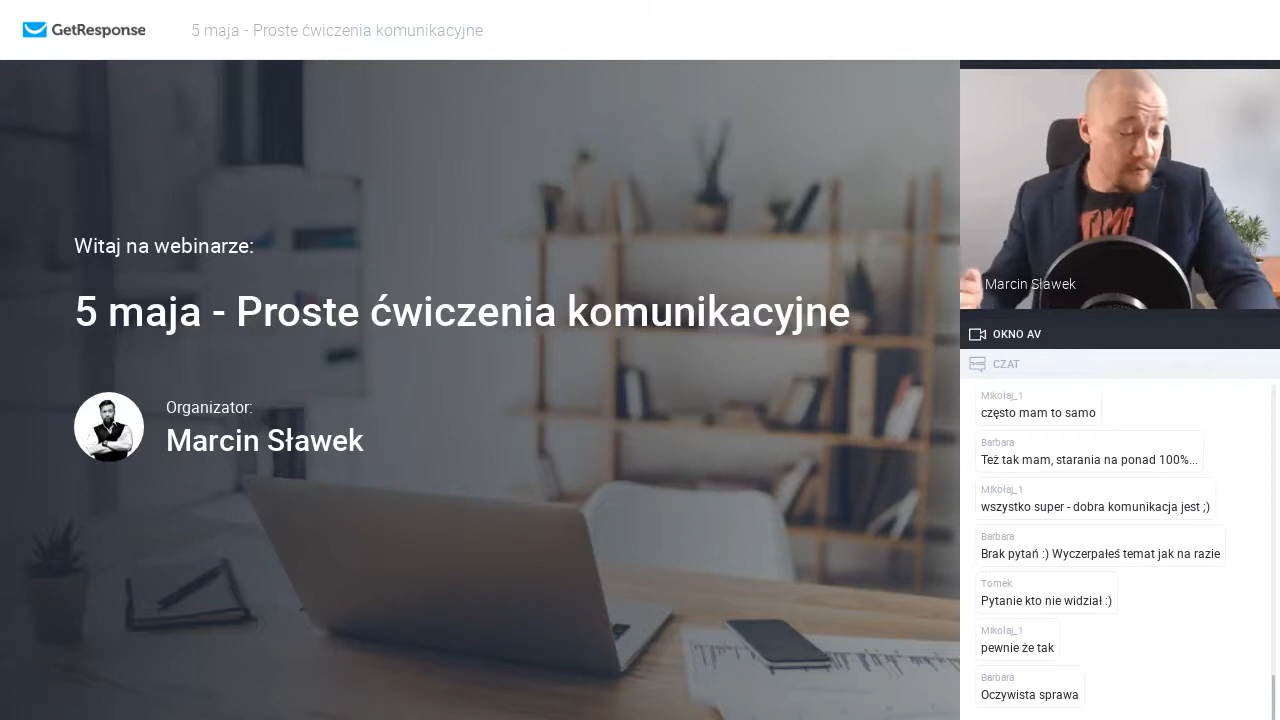 GetResponse
5 maja - Proste ćwiczenia komunikacyjne
Witaj na webinarze:
5 maja - Proste ćwiczenia komunikacyjne
Organizator:
Marcin Sławek
Marcin Sławek
OKNO AV
CZAT
Mikołaj_1
często mam to samo
Barbara
Też tak mam, starania na ponad 100%...
Mikołaj_1
wszystko super - dobra komunikacja jest ;)
Barbara
Brak pytań :) Wyczerpałeś temat jak na razie
Tomek
Pytanie kto nie widział :)
Mikołaj_1
pewnie że tak
Barbara
Oczywista sprawa